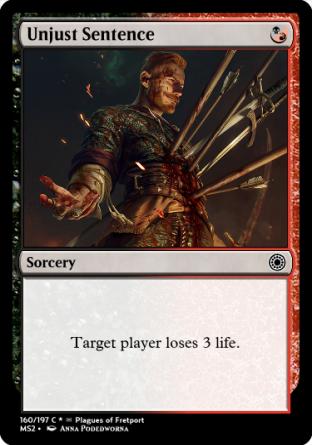 Unjust Sentence
Sorcery
Target player loses 3 life.
160/197 C * Plagues of Fretport
MS2 • Anna Podedworna